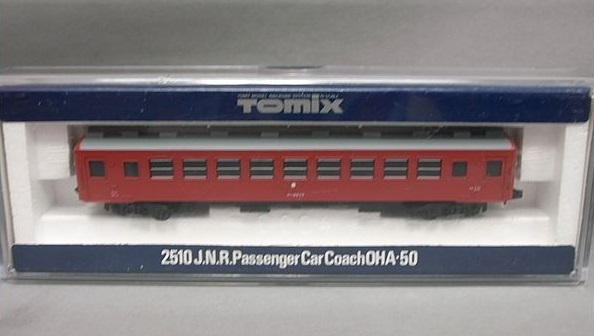 TOMIX
2510 J.N.R. Passenger Car Coach OHA·50